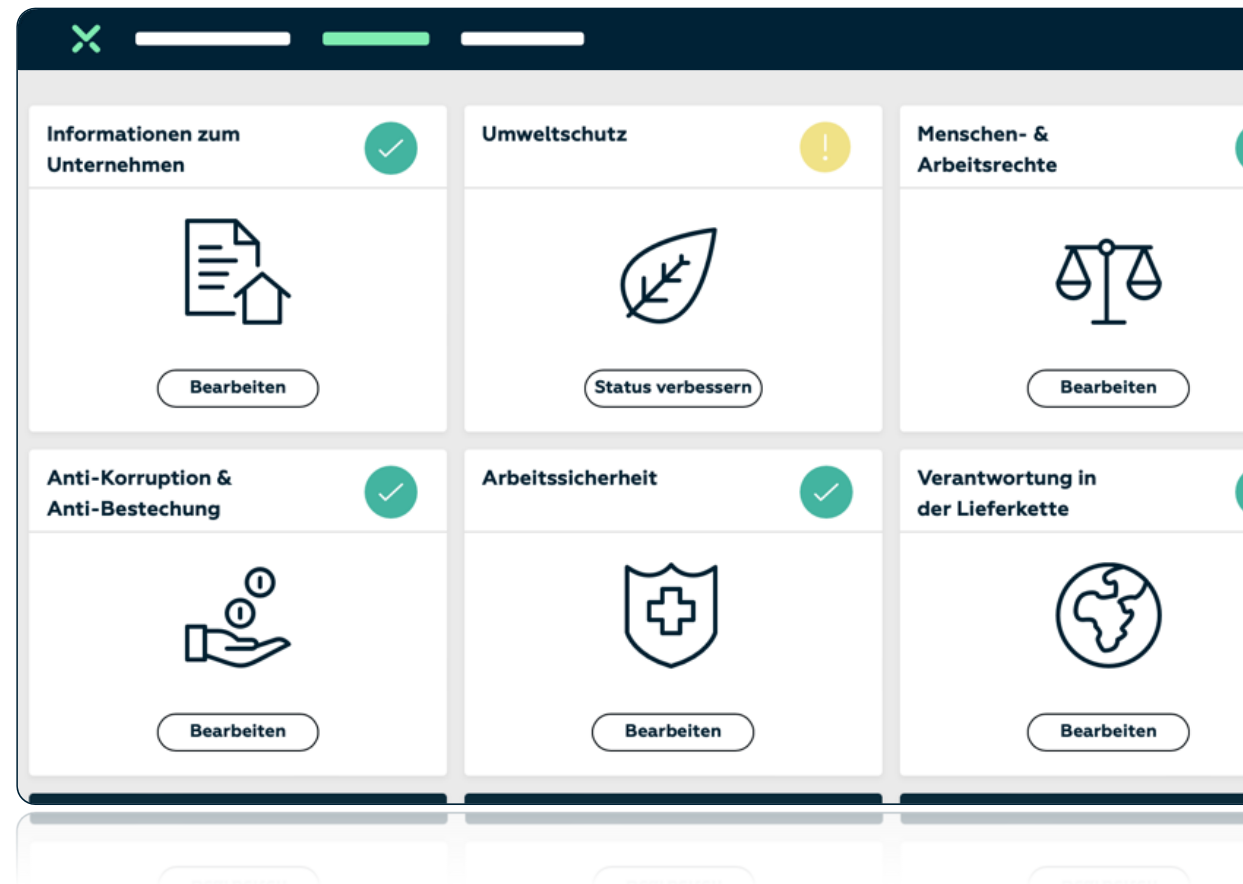 Informationen zum
Unternehmen
Umweltschutz
Menschen- &
Arbeitsrechte
Bearbeiten
Status verbessern
Bearbeiten
Anti-Korruption &
Anti-Bestechung
Arbeitssicherheit
Verantwortung in
der Lieferkette
Bearbeiten
Bearbeiten
Bearbeiten